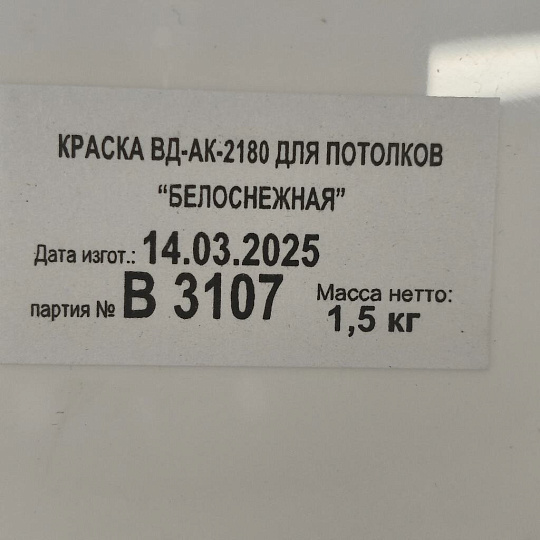 КРАСКА ВД-АК-2180 ДЛЯ ПОТОЛКОВ
“БЕЛОСНЕЖНАЯ”
Дата изгот.: 14.03.2025
партия № В 3107
Масса нетто:
1,5 кг